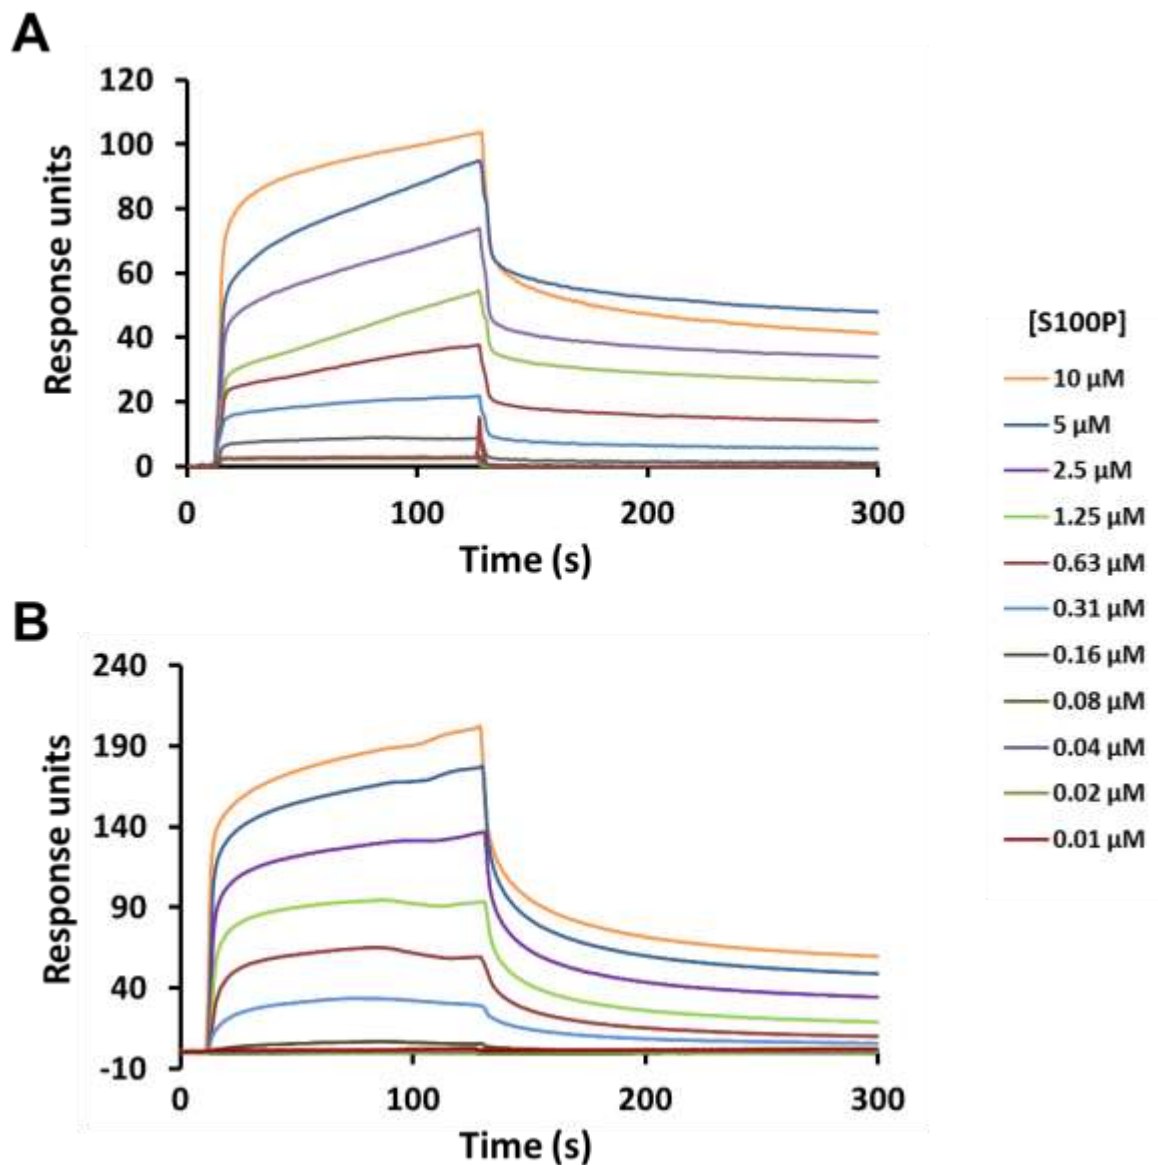 A
120
100
80
60
40
20
0
Response units
0 100 200 300
Time (s)
B
240
190
140
90
40
-10
Response units
0 100 200 300
Time (s)
[S100P]
10 µM
5 µM
2.5 µM
1.25 µM
0.63 µM
0.31 µM
0.16 µM
0.08 µM
0.04 µM
0.02 µM
0.01 µM